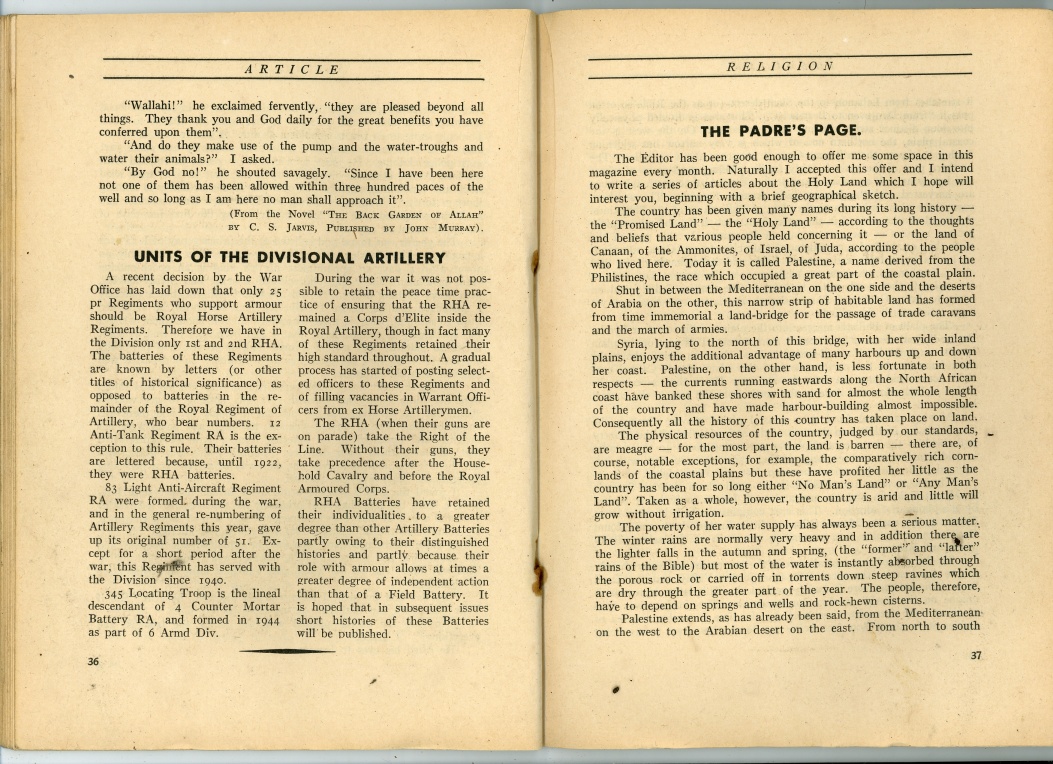 ARTICLE
"Wallahi!" he exclaimed fervently, "they are pleased beyond all
things. They thank you and God daily for the great benefits you have
conferred upon them".
"And do they make use of the pump and the water-troughs and
water their animals?" I asked.
"By God no!" he shouted savagely. "Since I have been here
not one of them has been allowed within three hundred paces of the
well and so long as I am here no man shall approach it".
(From the Novel "THE BACK GARDEN OF ALLAH"
BY C. S. JARVIS, PUBLISHED BY JOHN MURRAY).
UNITS OF THE DIVISIONAL ARTILLERY
A recent decision by the War
Office has laid down that only 25
pr Regiments who support armour
should be Royal Horse Artillery
Regiments. Therefore we have in
the Division only 1st and 2nd RHA.
The batteries of these Regiments
are known by letters (or other
titles of historical significance) as
opposed to batteries in the re-
mainder of the Royal Regiment of
Artillery, who bear numbers. 12
Anti-Tank Regiment RA is the ex-
ception to this rule. Their batteries
are lettered because, until 1922,
they were RHA batteries.
83 Light Anti-Aircraft Regiment
RA were formed during the war,
and in the general re-numbering of
Artillery Regiments this year, gave
up its original number of 51. Ex-
cept for a short period after the
war, this Regiment has served with
the Division since 1940.
345 Locating Troop is the lineal
descendant of 4 Counter Mortar
Battery RA, and formed in 1944
as part of 6 Armd Div.
During the war it was not pos-
sible to retain the peace time prac-
tice of ensuring that the RHA re-
mained a Corps d'Elite inside the
Royal Artillery, though in fact many
of these Regiments retained their
high standard throughout. A gradual
process has started of posting select-
ed officers to these Regiments and
of filling vacancies in Warrant Offi-
cers from ex Horse Artillerymen.
The RHA (when their guns are
on parade) take the Right of the
Line. Without their guns, they
take precedence after the House-
hold Cavalry and before the Royal
Armoured Corps.
RHA Batteries have retained
their individualities to a greater
degree than other Artillery Batteries
partly owing to their distinguished
histories and partly because their
role with armour allows at times a
greater degree of independent action
than that of a Field Battery. It
is hoped that in subsequent issues
short histories of these Batteries
will be published.
36
RELIGION
THE PADRE'S PAGE.
The Editor has been good enough to offer me some space in this
magazine every month. Naturally I accepted this offer and I intend
to write a series of articles about the Holy Land which I hope will
interest you, beginning with a brief geographical sketch.
The country has been given many names during its long history —
the "Promised Land" — the "Holy Land" — according to the thoughts
and beliefs that various people held concerning it — or the land of
Canaan, of the Ammonites, of Israel, of Juda, according to the people
who lived here. Today it is called Palestine, a name derived from the
Philistines, the race which occupied a great part of the coastal plain.
Shut in between the Mediterranean on the one side and the deserts
of Arabia on the other, this narrow strip of habitable land has formed
from time immemorial a land-bridge for the passage of trade caravans
and the march of armies.
Syria, lying to the north of this bridge, with her wide inland
plains, enjoys the additional advantage of many harbours up and down
her coast. Palestine, on the other hand, is less fortunate in both
respects — the currents running eastwards along the North African
coast have banked these shores with sand for almost the whole length
of the country and have made harbour-building almost impossible.
Consequently all the history of this country has taken place on land.
The physical resources of the country, judged by our standards,
are meagre — for the most part, the land is barren — there are, of
course, notable exceptions, for example, the comparatively rich corn-
lands of the coastal plains but these have profited her little as the
country has been for so long either "No Man's Land" or "Any Man's
Land". Taken as a whole, however, the country is arid and little will
grow without irrigation.
The poverty of her water supply has always been a serious matter.
The winter rains are normally very heavy and in addition there are
the lighter falls in the autumn and spring, (the "former" and "latter"
rains of the Bible) but most of the water is instantly absorbed through
the porous rock or carried off in torrents down steep ravines which
are dry through the greater part of the year. The people, therefore,
have to depend on springs and wells and rock-hewn cisterns.
Palestine extends, as has already been said, from the Mediterranean
on the west to the Arabian desert on the east. From north to south
37